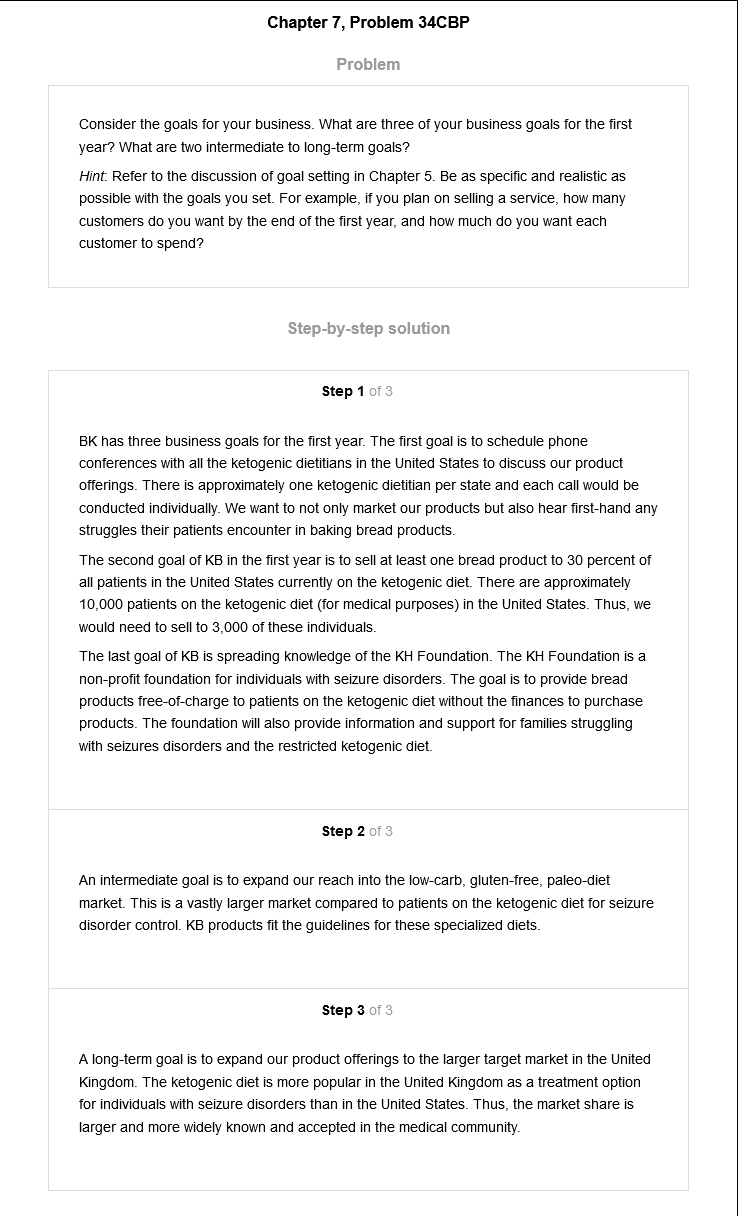 Chapter 7, Problem 34CBP
Problem
Consider the goals for your business. What are three of your business goals for the first
year? What are two intermediate to long-term goals?
Hint: Refer to the discussion of goal setting in Chapter 5. Be as specific and realistic as
possible with the goals you set. For example, if you plan on selling a service, how many
customers do you want by the end of the first year, and how much do you want each
customer to spend?
Step-by-step solution
Step 1 of 3
BK has three business goals for the first year. The first goal is to schedule phone
conferences with all the ketogenic dietitians in the United States to discuss our product
offerings. There is approximately one ketogenic dietitian per state and each call would be
conducted individually. We want to not only market our products but also hear first-hand any
struggles their patients encounter in baking bread products.
The second goal of KB in the first year is to sell at least one bread product to 30 percent of
all patients in the United States currently on the ketogenic diet. There are approximately
10,000 patients on the ketogenic diet (for medical purposes) in the United States. Thus, we
would need to sell to 3,000 of these individuals.
The last goal of KB is spreading knowledge of the KH Foundation. The KH Foundation is a
non-profit foundation for individuals with seizure disorders. The goal is to provide bread
products free-of-charge to patients on the ketogenic diet without the finances to purchase
products. The foundation will also provide information and support for families struggling
with seizures disorders and the restricted ketogenic diet.
Step 2 of 3
An intermediate goal is to expand our reach into the low-carb, gluten-free, paleo-diet
market. This is a vastly larger market compared to patients on the ketogenic diet for seizure
disorder control. KB products fit the guidelines for these specialized diets.
Step 3 of 3
A long-term goal is to expand our product offerings to the larger target market in the United
Kingdom. The ketogenic diet is more popular in the United Kingdom as a treatment option
for individuals with seizure disorders than in the United States. Thus, the market share is
larger and more widely known and accepted in the medical community.